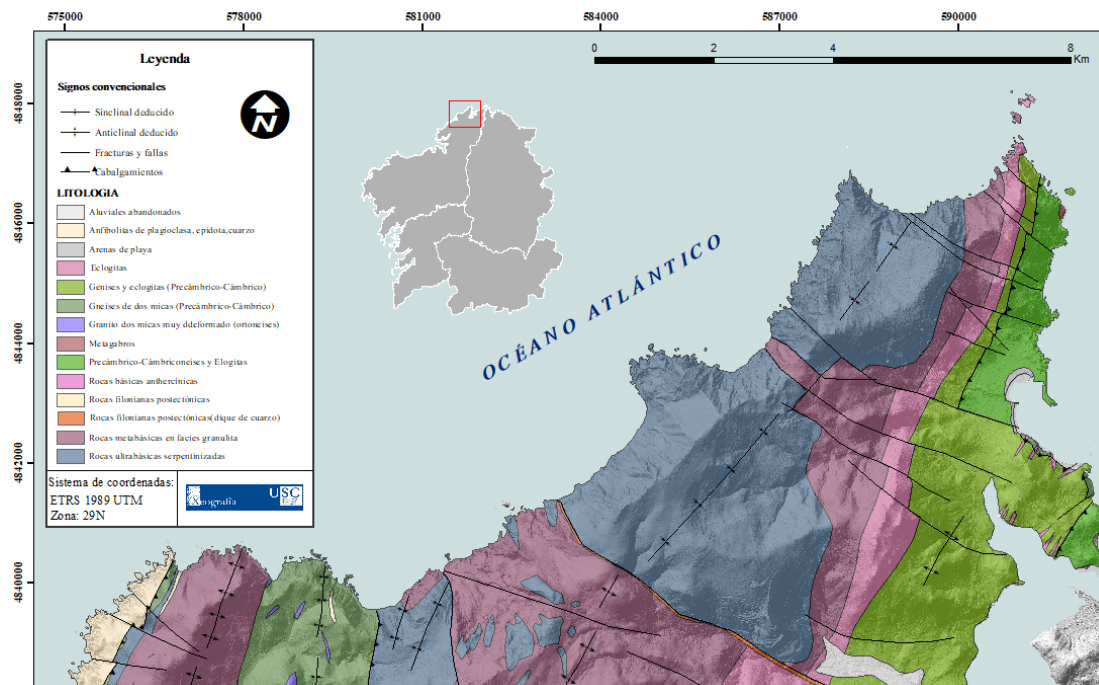 575000
578000
581000
584000
587000
590000
4848000
4846000
4844000
4842000
4840000
0
2
4
8
Km
OCÉANO ATLÁNTICO
Leyenda
Signos convencionales
N
Sinclinal deducido
Anticlinal deducido
Fracturas y fallas
Cabalgamientos
LITOLOGIA
Aluviales abandonados
Anfibolitas de plagioclasa, epidota,cuarzo
Arenas de playa
Eclogitas
Genises y eclogitas (Precámbrico-Cámbrico)
Gneises de dos micas (Precámbrico-Cámbrico)
Granito dos micas muy ddeformado (ortoneises)
Metagabros
Precámbrico-Cámbriconeises y Elogitas
Rocas básicas anthercínicas
Rocas filonianas postectónicas
Rocas filonianas posectónicas(dique de cuarzo)
Rocas metabásicas en facies granulita
Rocas ultrabásicas serpentinizadas
Sistema de coordenadas:
ETRS 1989 UTM
Zona: 29N
Xeografía
USC